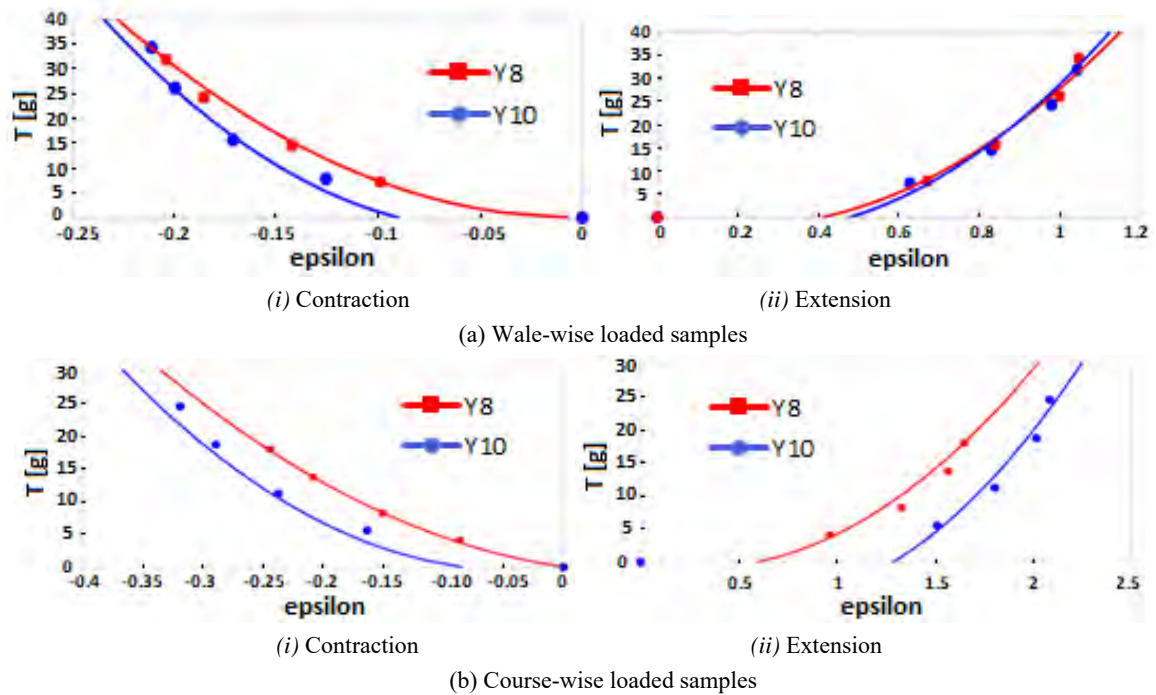 40
35
30
25
20
15
10
5
0
T [g]
Y8
Y10
-0.25 -0.2 -0.15 -0.1 -0.05 0
epsilon
(i) Contraction
40
35
30
25
20
15
10
5
T [g]
Y8
Y10
0 0.2 0.4 0.6 0.8 1 1.2
epsilon
(ii) Extension
(a) Wale-wise loaded samples
30
25
20
15
10
5
0
T [g]
Y8
Y10
-0.4 -0.35 -0.3 -0.25 -0.2 -0.15 -0.10 -0.05 0
epsilon
(i) Contraction
30
25
20
15
10
5
0
T [g]
Y8
Y10
0.5 1 1.5 2 2.5
epsilon
(ii) Extension
(b) Course-wise loaded samples